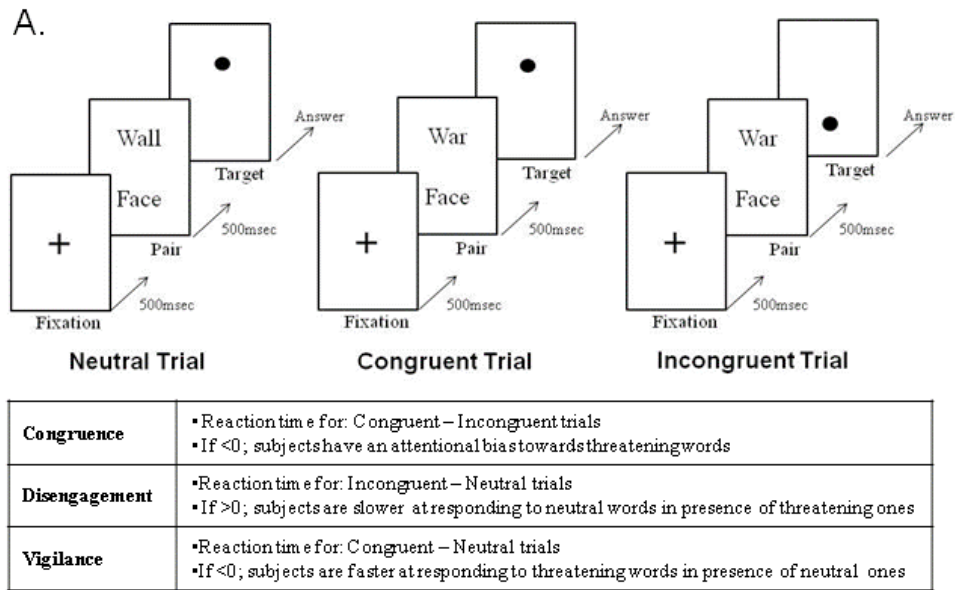 A.
Wall
Face
+
Fixation
500msec
Pair
500msec
Target
Answer
Neutral Trial
War
Face
+
Fixation
500msec
Pair
500msec
Target
Answer
Congruent Trial
War
Face
+
Fixation
500msec
Pair
500msec
Target
Answer
Incongruent Trial
Congruence
▪Reaction time for: Congruent – Incongruent trials
▪If <0; subjects have an attentional bias towards threatening words
Disengagement
▪Reaction time for: Incongruent – Neutral trials
▪If >0; subjects are slower at responding to neutral words in presence of threatening ones
Vigilance
▪Reaction time for: Congruent – Neutral trials
▪If <0; subjects are faster at responding to threatening words in presence of neutral ones